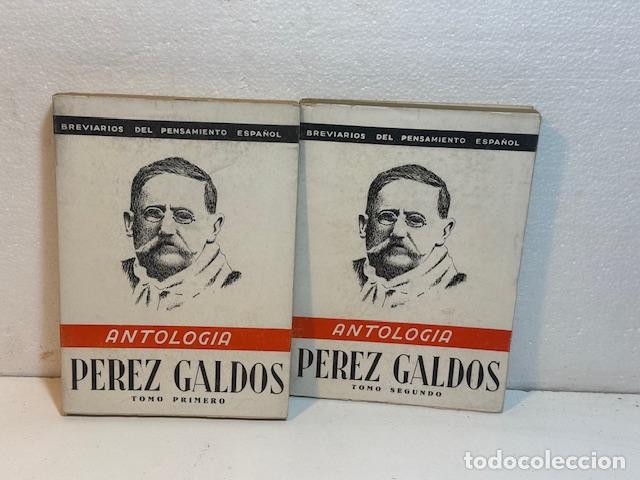 BREVIARIOS DEL PENSAMIENTO ESPAÑOL
ANTOLOGIA
PEREZ GALDOS
TOMO PRIMERO
BREVIARIOS DEL PENSAMIENTO ESPAÑOL
ANTOLOGIA
PEREZ GALDOS
TOMO SEGUNDO
todocoleccion